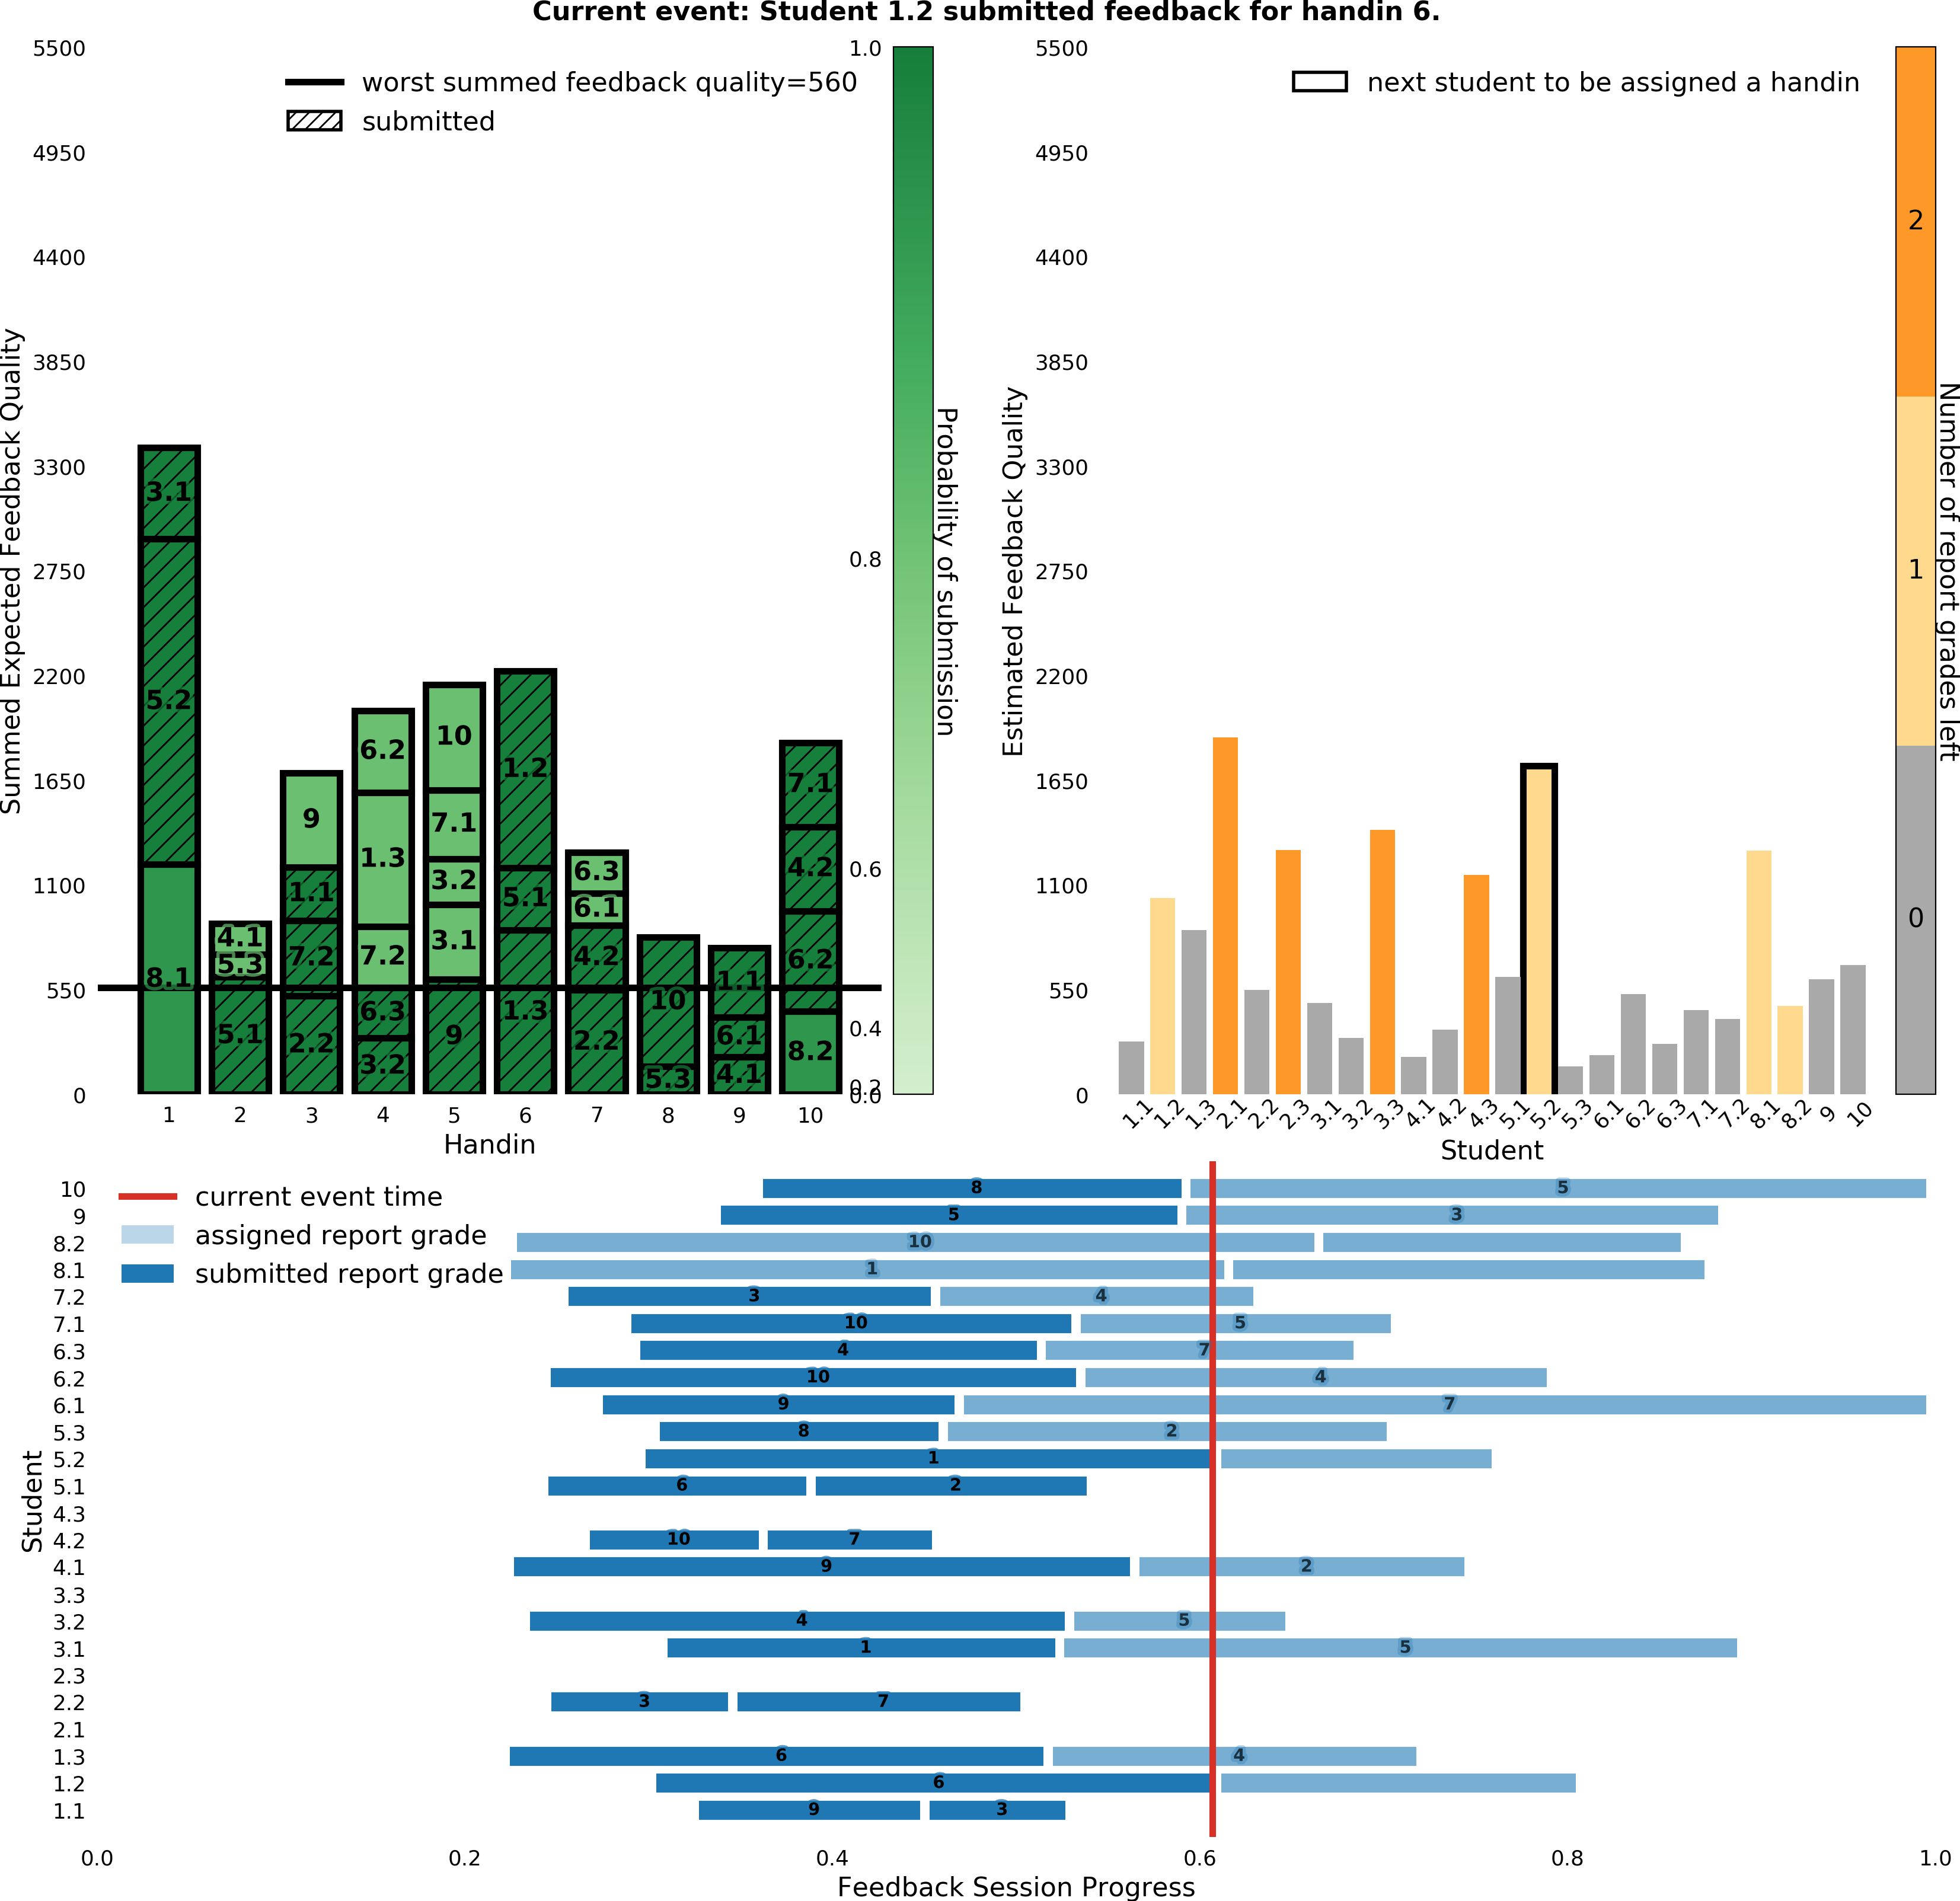 Current event: Student 1.2 submitted feedback for handin 6.
Summed Expected Feedback Quality
5500
4950
4400
3850
3300
2750
2200
1650
1100
550
0
worst summed feedback quality=560
submitted
3.1
5.2
8.1
4.1
5.3
5.1
9
1.1
7.2
2.2
6.2
1.3
7.2
6.3
3.2
10
7.1
3.2
3.1
9
1.2
5.1
1.3
6.3
6.1
4.2
2.2
10
5.3
1.1
6.1
4.1
7.1
4.2
6.2
8.2
1 2 3 4 5 6 7 8 9 10
Handin
1.0
0.8
0.6
0.4
0.2
0.0
Probability of submission
Estimated Feedback Quality
5500
4950
4400
3850
3300
2750
2200
1650
1100
550
0
next student to be assigned a handin
1.1 1.2 1.3 2.1 2.2 2.3 3.1 3.2 3.3 4.1 4.2 4.3 5.1 5.2 5.3 6.1 6.2 6.3 7.1 7.2 8.1 8.2 9 10
Student
2
1
0
Number of report grades left
current event time
assigned report grade
submitted report grade
Student
10 8 5
9 5 3
8.2 10
8.1 1
7.2 3 4
7.1 10 5
6.3 4 7
6.2 10 4
6.1 9 7
5.3 8 2
5.2 1
5.1 6 2
4.3
4.2 10 7
4.1 9 2
3.3
3.2 4 5
3.1 1 5
2.3
2.2 3 7
2.1
1.3 6 4
1.2 6
1.1 9 3
0.0 0.2 0.4 0.6 0.8 1.0
Feedback Session Progress